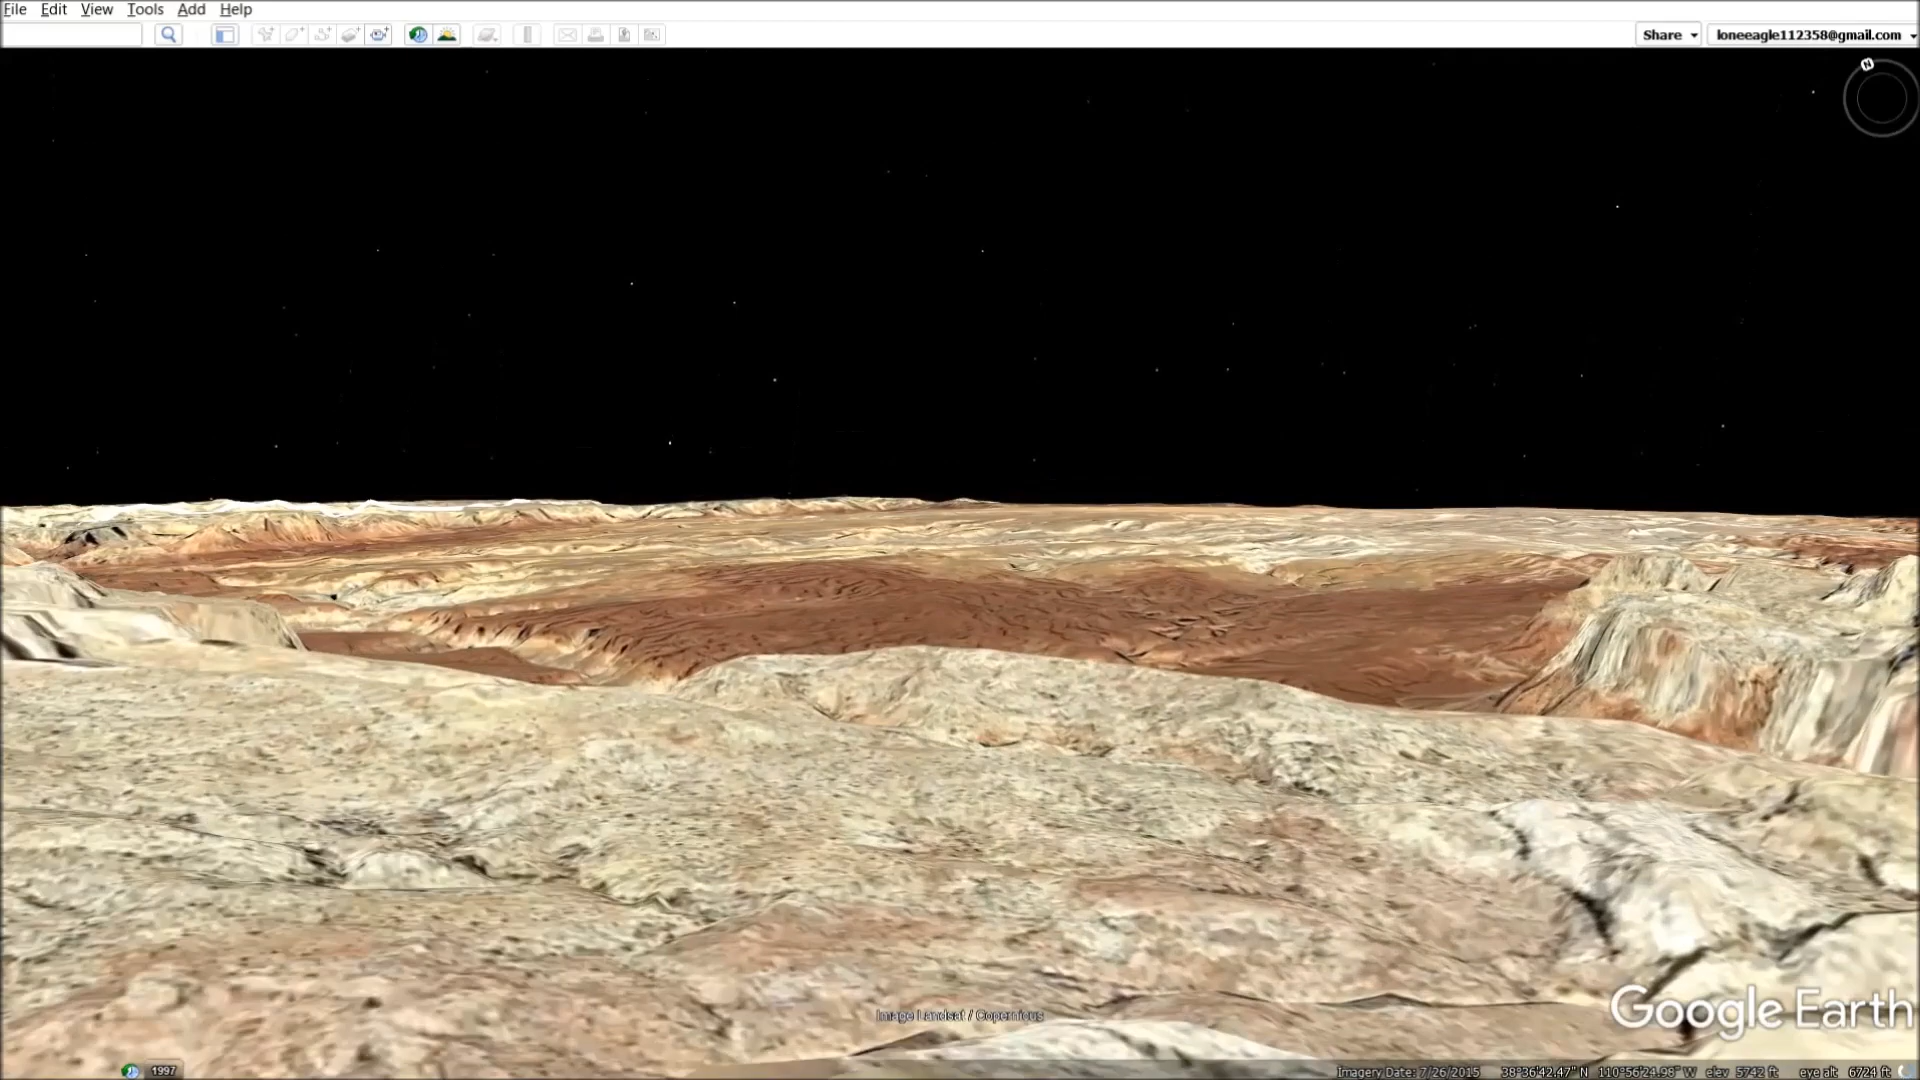 File Edit View Tools Add Help
Share loneeagle112358@gmail.com
N
Image Landsat / Copernicus
Google Earth
1997
Imagery Date: 7/26/2015 38°36'42.47" N 110°56'24.98" W elev 5742 ft eye alt 6724 ft